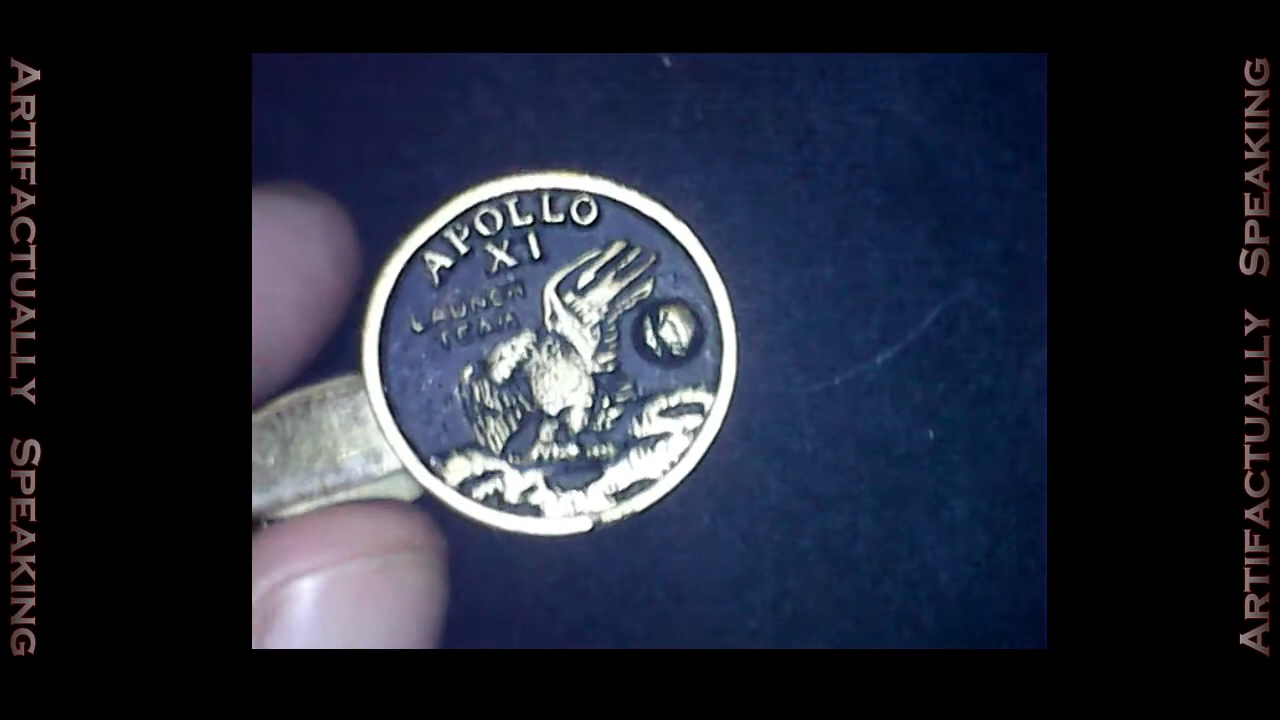 ARTIFACTUALLY SPEAKING
APOLLO
XI
LAUNCH
TEAM
ARTIFACTUALLY SPEAKING